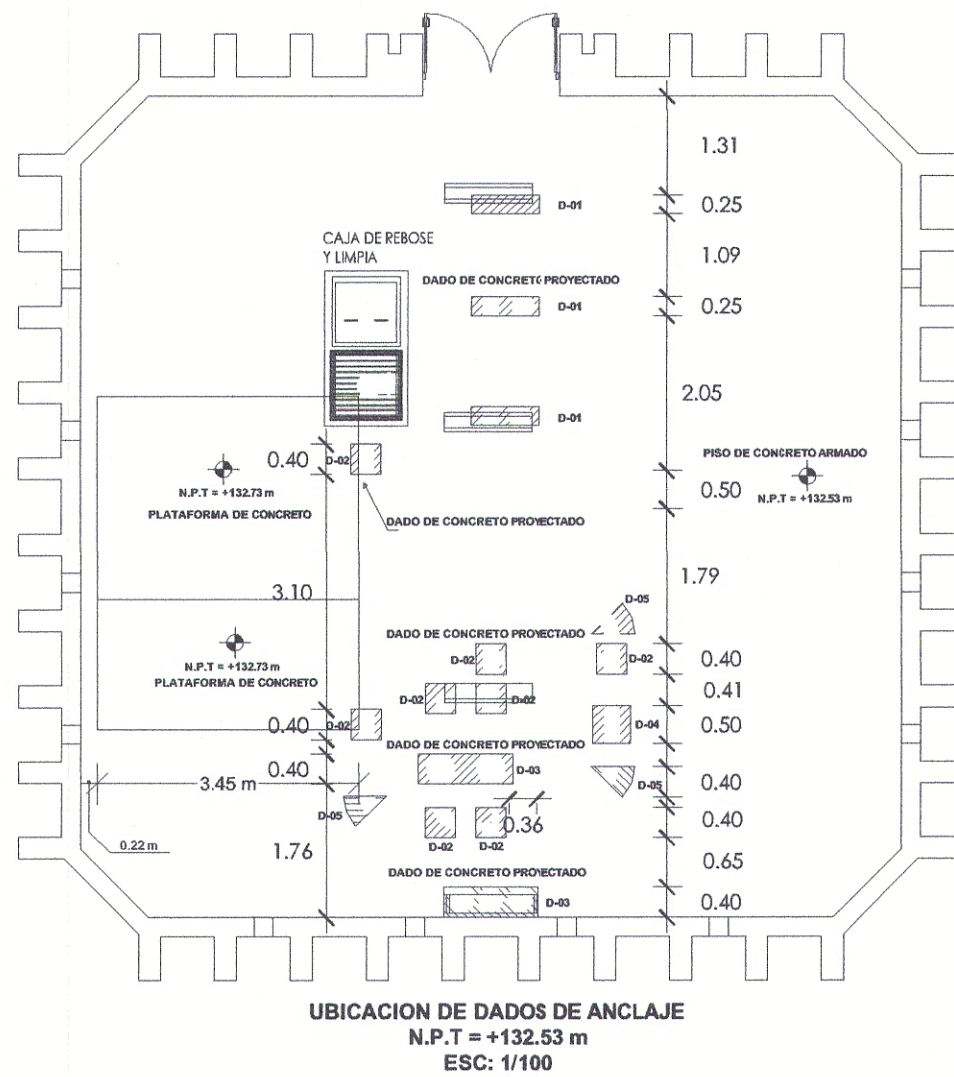 1.31
D-01
0.25
CAJA DE REBOSE
Y LIMPIA
1.09
DADO DE CONCRETO PROYECTADO
D-01
0.25
2.05
D-01
PISO DE CONCRETO ARMADO
0.40
D-02
0.50
N.P.T = +132.53 m
N.P.T = +132.73 m
PLATAFORMA DE CONCRETO
DADO DE CONCRETO PROYECTADO
1.79
3.10
D-05
DADO DE CONCRETO PROYECTADO
N.P.T = +132.73 m
PLATAFORMA DE CONCRETO
D-02
D-02
0.40
0.41
D-02
D-02
0.40
D-02
D-04
0.50
DADO DE CONCRETO PROYECTADO
0.40
D-03
3.45 m
D-05
0.40
D-05
0.36
0.40
0.22 m
1.76
D-02
D-02
0.65
DADO DE CONCRETO PROYECTADO
D-03
0.40
UBICACION DE DADOS DE ANCLAJE
N.P.T = +132.53 m
ESC: 1/100